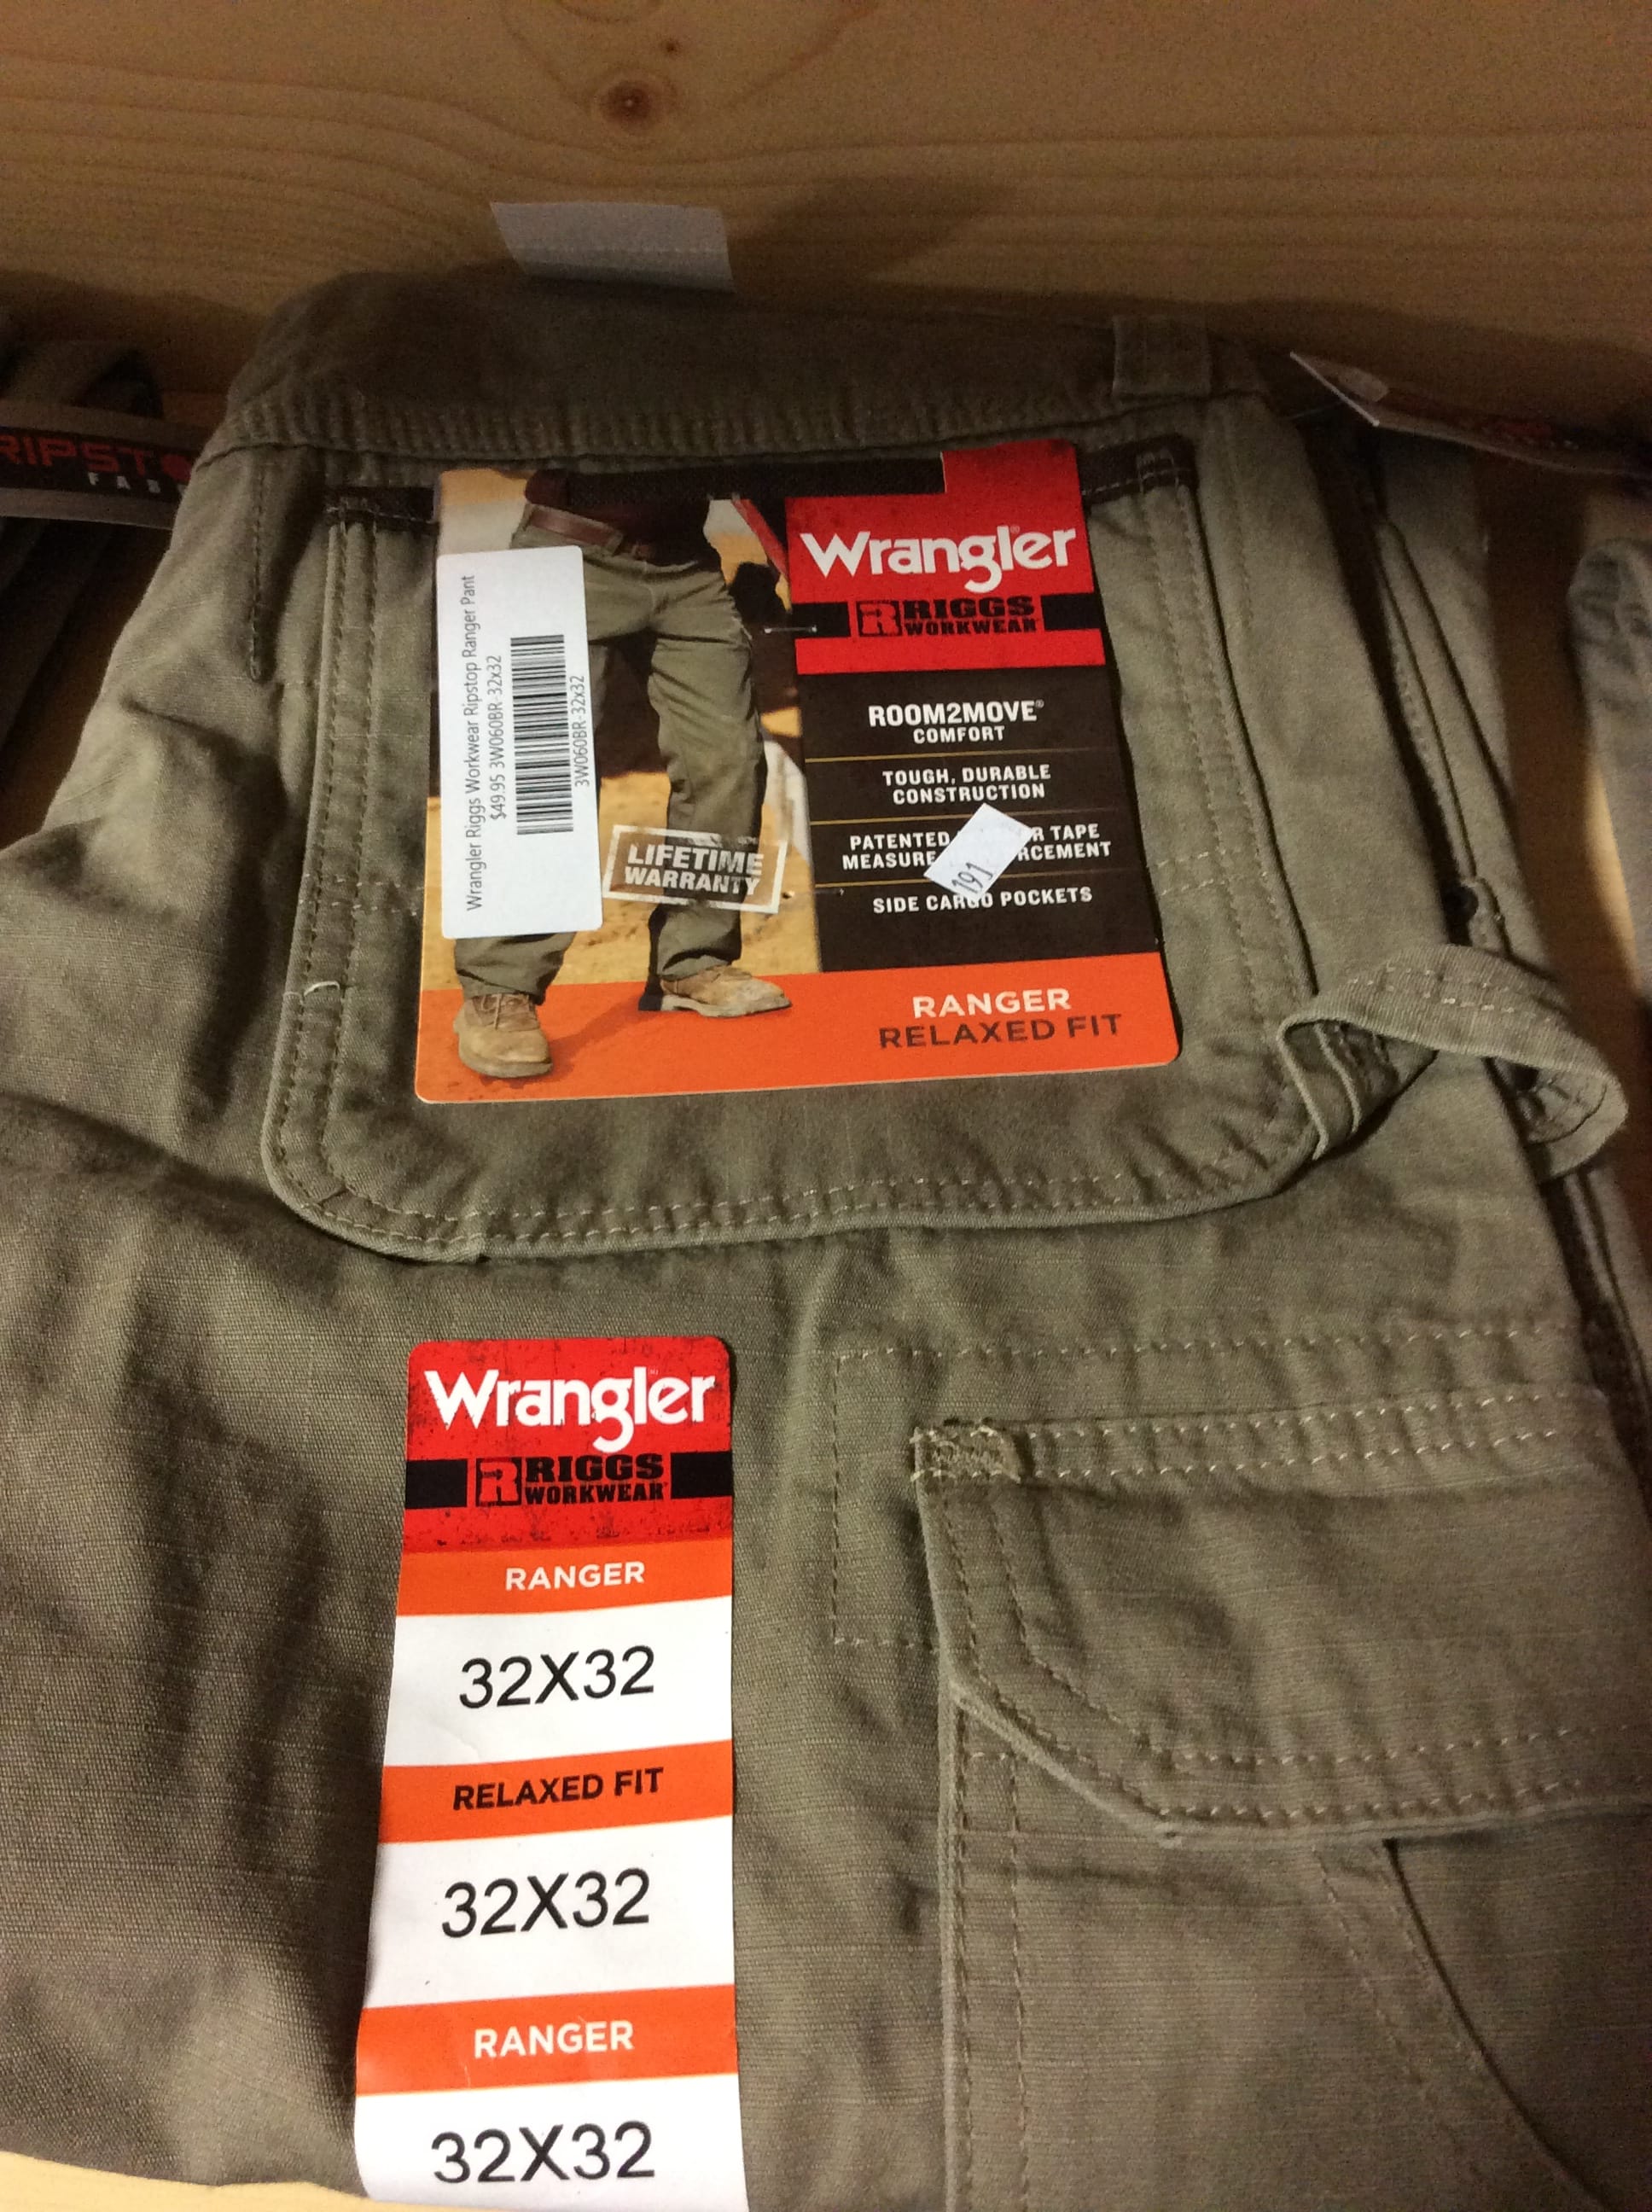 RIPST
FAB
Wrangler Riggs Workwear Ripstop Ranger Pant
$49.95 3W060BR-32x32
3W060BR-32x32
LIFETIME
WARRANTY
Wrangler
R RIGGS
WORKWEAR
ROOM2MOVE®
COMFORT
TOUGH, DURABLE
CONSTRUCTION
PATENTED R TAPE
MEASURE RCEMENT
191
SIDE CARGO POCKETS
RANGER
RELAXED FIT
Wrangler
R RIGGS
WORKWEAR
RANGER
32X32
RELAXED FIT
32X32
RANGER
32X32